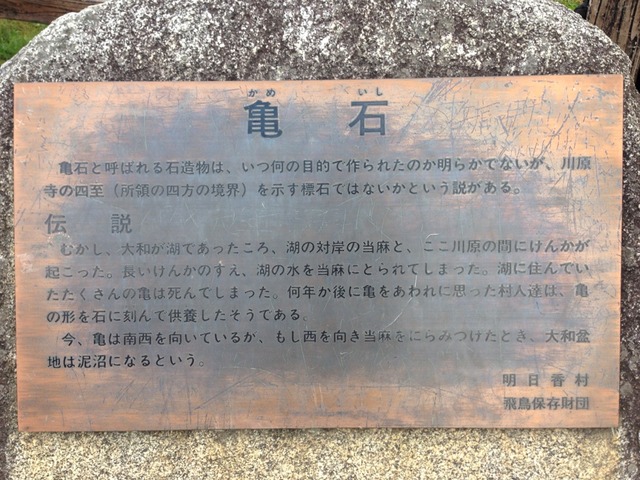 かめ いし
亀 石
亀石と呼ばれる石造物は、いつ何の目的で作られたのか明らかでないが、川原
寺の四至（所領の四方の境界）を示す標石ではないかという説がある。
伝 説
むかし、大和が湖であったころ、湖の対岸の当麻と、ここ川原の間にけんかが
起こった。長いけんかのすえ、湖の水を当麻にとられてしまった。湖に住んでい
たたくさんの亀は死んでしまった。何年か後に亀をあわれに思った村人達は、亀
の形を石に刻んで供養したそうである。
今、亀は南西を向いているが、もし西を向き当麻をにらみつけたとき、大和盆
地は泥沼になるという。
明日香村
飛鳥保存財団